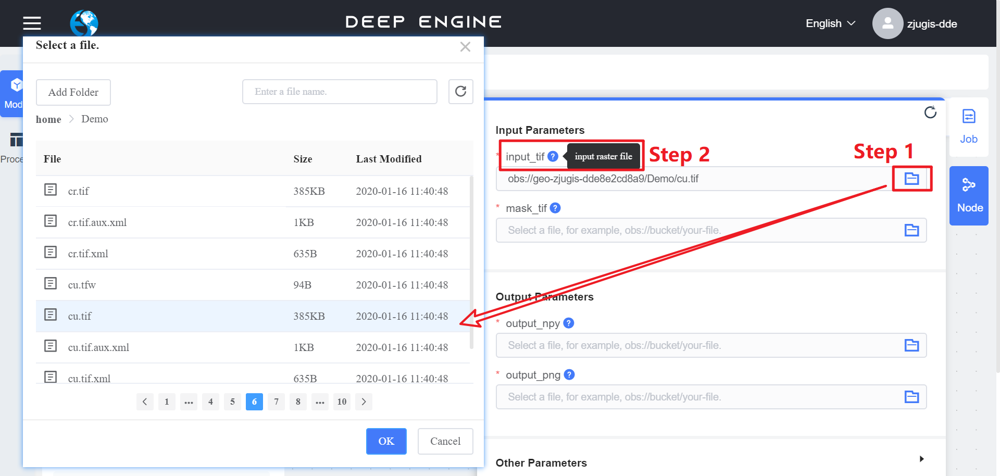 DEEP ENGINE
English
zjugis-dde
Select a file.
Add Folder
Enter a file name.
home
Demo
File Size Last Modified
cr.tif 385KB 2020-01-16 11:40:48
cr.tif.aux.xml 1KB 2020-01-16 11:40:48
cr.tif.xml 635B 2020-01-16 11:40:48
cu.tfw 94B 2020-01-16 11:40:48
cu.tif 385KB 2020-01-16 11:40:48
cu.tif.aux.xml 1KB 2020-01-16 11:40:48
cu.tif.xml 635B 2020-01-16 11:40:48
1 ... 4 5 6 7 8 ... 10
OK
Cancel
Mod
Proce
Input Parameters
* input_tif ? input raster file
Step 2
Step 1
obs://geo-zjugis-dde8e2cd8a9/Demo/cu.tif
* mask_tif ?
Select a file, for example, obs://bucket/your-file.
Output Parameters
* output_npy ?
Select a file, for example, obs://bucket/your-file.
* output_png ?
Select a file, for example, obs://bucket/your-file.
Other Parameters
Job
Node